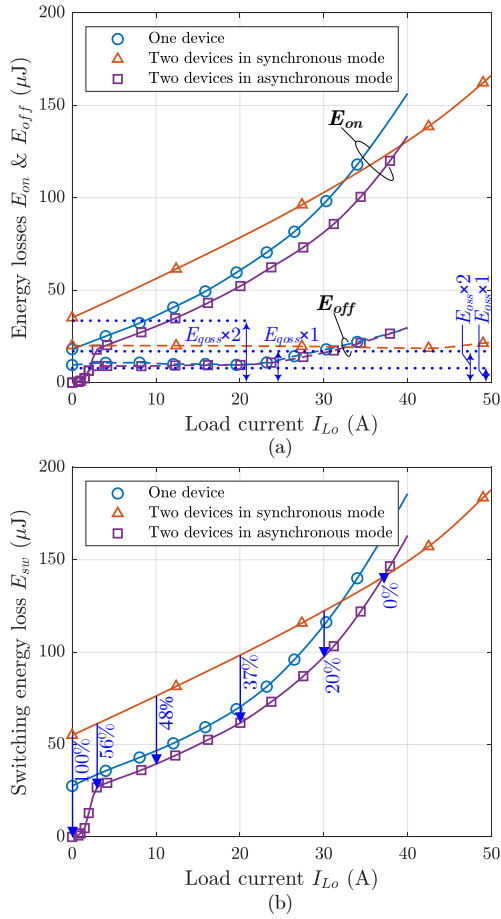 200
150
100
50
0
Energy losses E_on & E_off (μJ)
One device
Two devices in synchronous mode
Two devices in asynchronous mode
E_on
E_off
E_qoss×2
E_qoss×1
E_oss×2
E_oss×1
0 10 20 30 40 50
Load current I_Lo (A)
(a)
200
150
100
50
0
Switching energy loss E_sw (μJ)
One device
Two devices in synchronous mode
Two devices in asynchronous mode
100%
56%
48%
37%
20%
0%
0 10 20 30 40 50
Load current I_Lo (A)
(b)